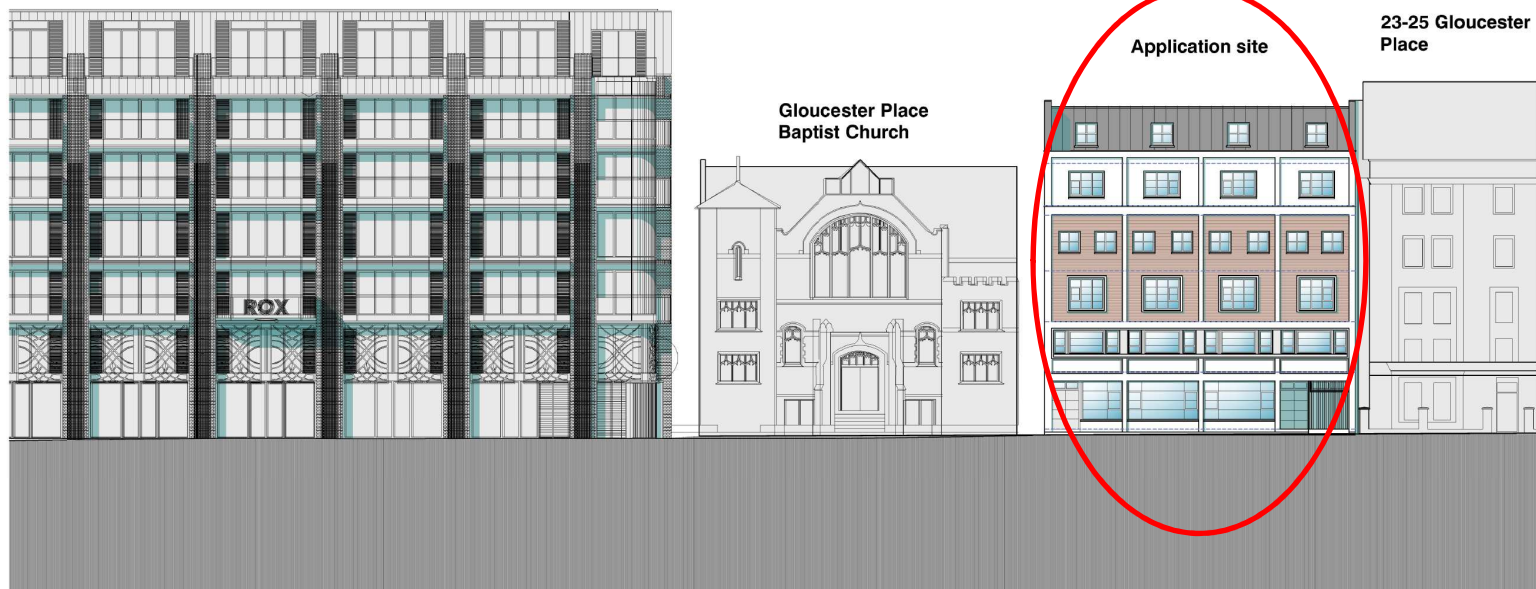 23-25 Gloucester
Place
Application site
Gloucester Place
Baptist Church
ROX